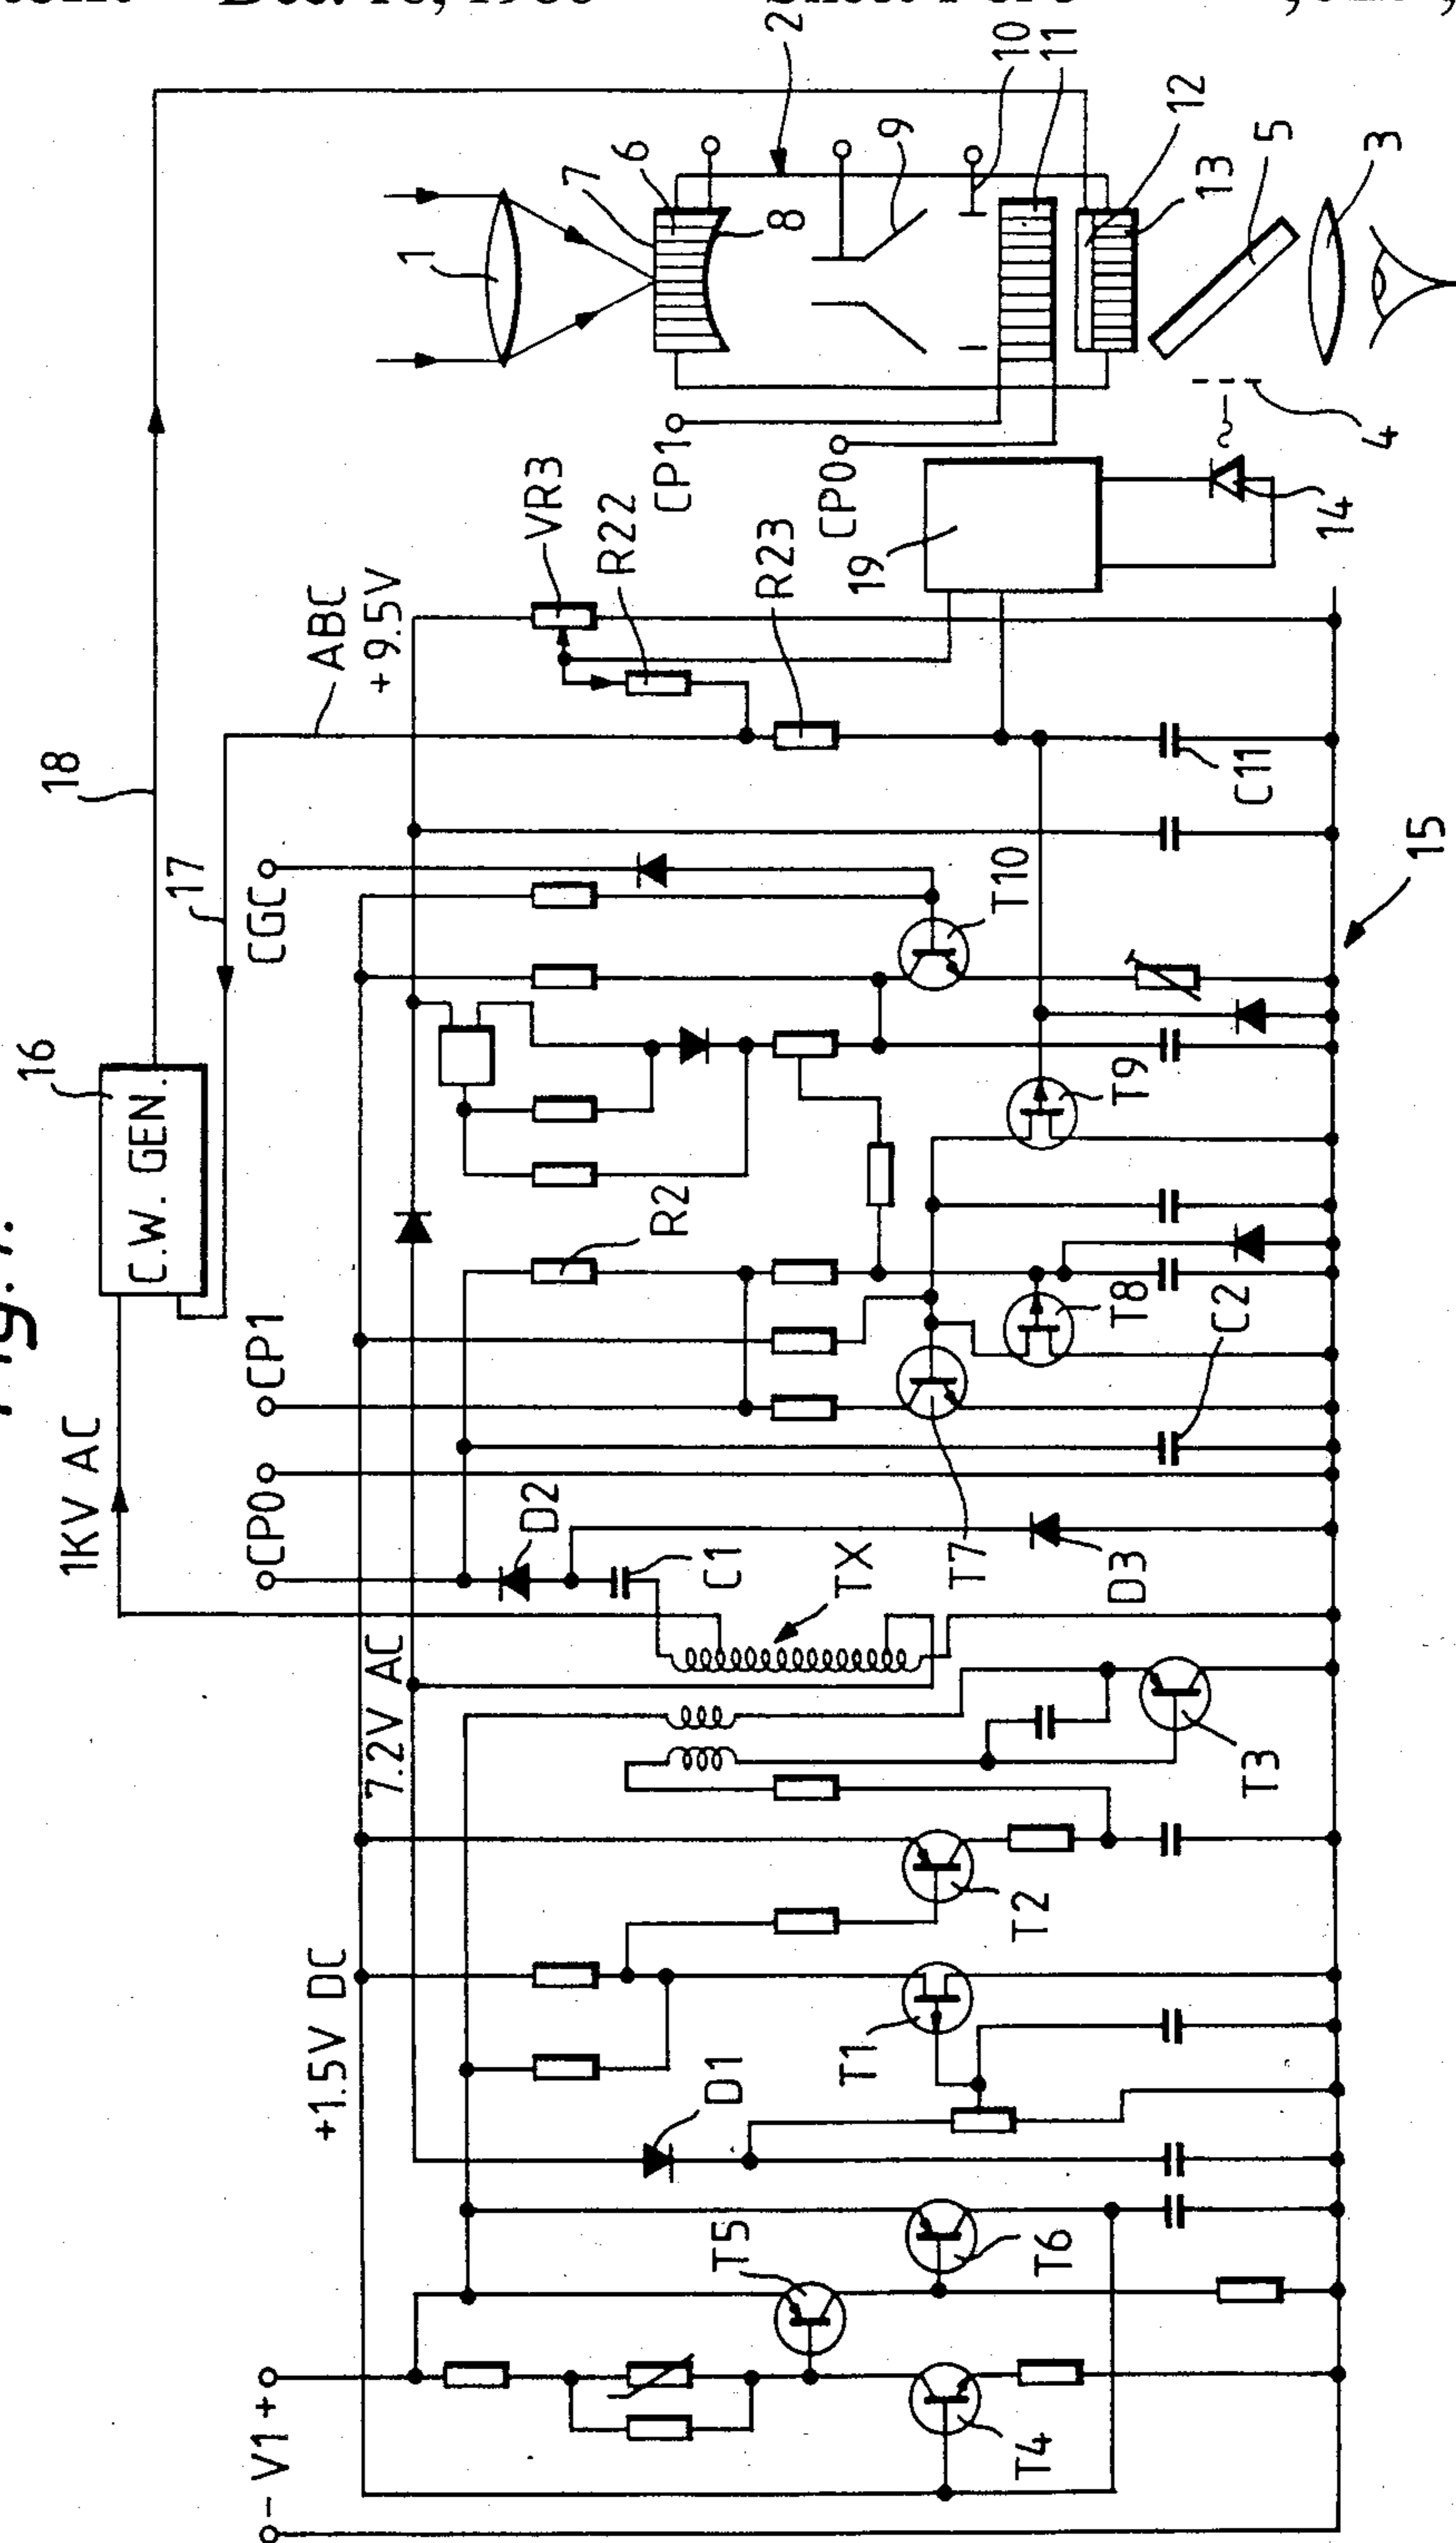 Fig.1.
1KV AC
C.W. GEN.
16
17
18
ABC
+9.5V
- V1 +
+1.5V DC
7.2V AC
CP0
CP1
CGC
VR3
R22
R23
CP1
CP0
1
2
3
4
5
6
7
8
9
10
11
12
13
14
15
19
D1
D2
D3
C1
C2
C11
TX
R2
T1
T2
T3
T4
T5
T6
T7
T8
T9
T10